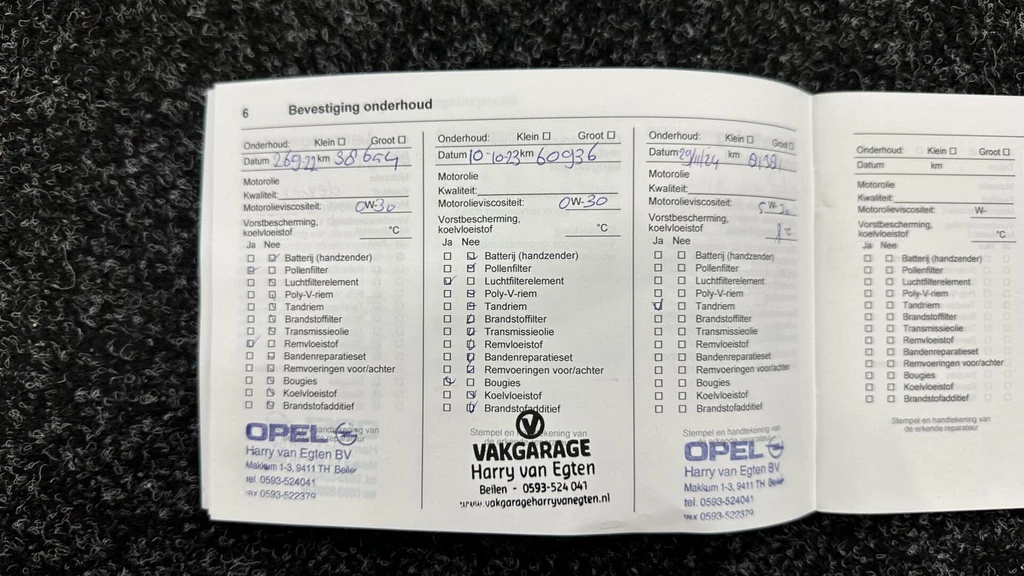 6 Bevestiging onderhoud
Onderhoud: Klein Groot
Datum 26 9-22 km 38 654
Motorolie
Kwaliteit:
Motorolieviscositeit: 0W-30
Vorstbescherming,
koelvloeistof °C
Ja Nee
Batterij (handzender)
Pollenfilter
Luchtfilterelement
Poly-V-riem
Tandriem
Brandstoffilter
Transmissieolie
Remvloeistof
Bandenreparatieset
Remvoeringen voor/achter
Bougies
Koelvloeistof
Brandstofadditief
OPEL
Harry van Egten BV
Makkum 1-3, 9411 TH Beilen
tel. 0593-524041
fax 0593-522379
Onderhoud: Klein Groot
Datum 10-10-23 km 60936
Motorolie
Kwaliteit:
Motorolieviscositeit: 0W-30
Vorstbescherming,
koelvloeistof °C
Ja Nee
Batterij (handzender)
Pollenfilter
Luchtfilterelement
Poly-V-riem
Tandriem
Brandstoffilter
Transmissieolie
Remvloeistof
Bandenreparatieset
Remvoeringen voor/achter
Bougies
Koelvloeistof
Brandstofadditief
Stempel en handtekening van
VAKGARAGE
Harry van Egten
Beilen - 0593-524 041
www.vakgarageharryvanegten.nl
Onderhoud: Klein Groot
Datum 29/11/24 km
Motorolie
Kwaliteit:
Motorolieviscositeit: 5W-30
Vorstbescherming,
koelvloeistof
Ja Nee
Batterij (handzender)
Pollenfilter
Luchtfilterelement
Poly-V-riem
Tandriem
Brandstoffilter
Transmissieolie
Remvloeistof
Bandenreparatieset
Remvoeringen voor/achter
Bougies
Koelvloeistof
Brandstofadditief
Stempel en handtekening van
OPEL
Harry van Egten BV
Makkum 1-3, 9411 TH Beilen
tel. 0593-524041
fax 0593-522379
Onderhoud: Klein Groot
Datum km
Motorolie
Kwaliteit:
Motorolieviscositeit: W-
Vorstbescherming,
koelvloeistof °C
Ja Nee
Batterij (handzender)
Pollenfilter
Luchtfilterelement
Poly-V-riem
Tandriem
Brandstoffilter
Transmissieolie
Remvloeistof
Bandenreparatieset
Remvoeringen voor/achter
Bougies
Koelvloeistof
Brandstofadditief
Stempel en handtekening van
de erkende reparateur